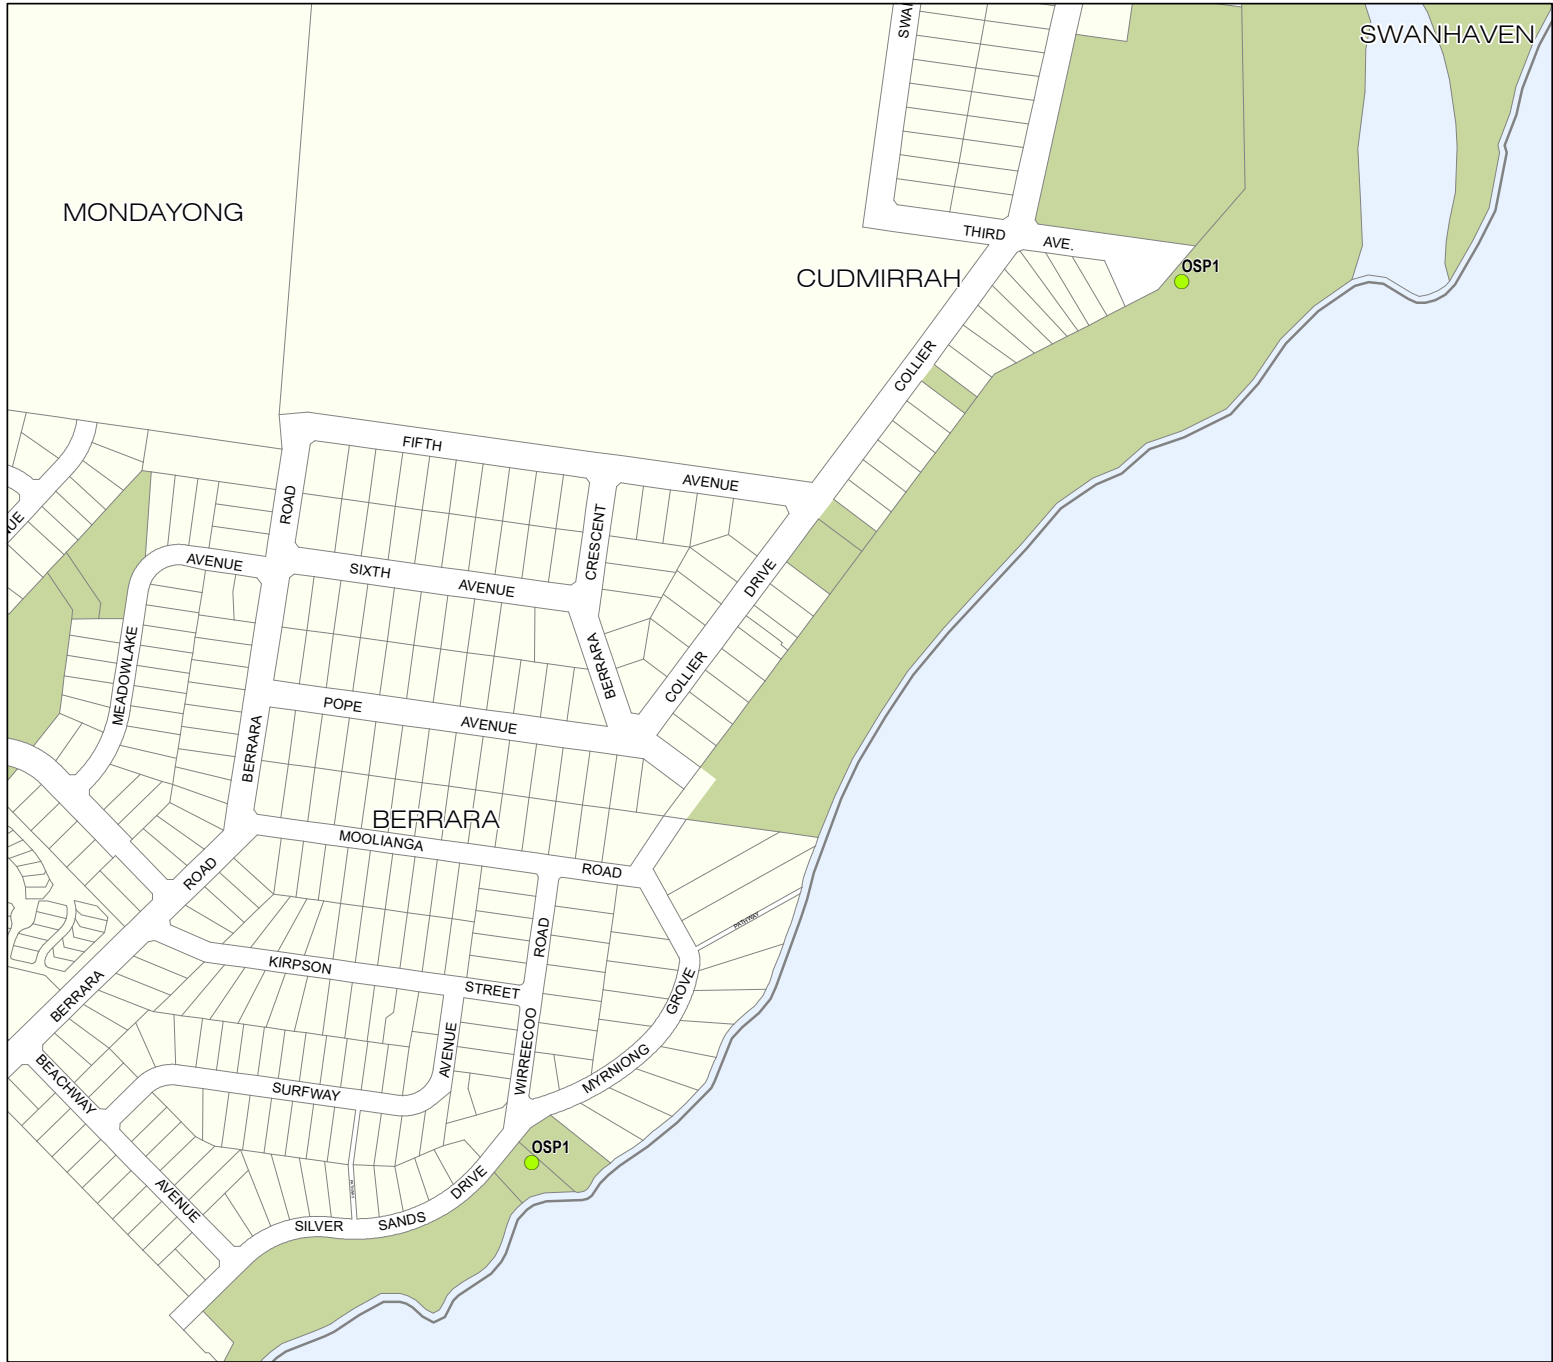 SWANHAVEN
SWAN
MONDAYONG
THIRD
AVE.
OSP1
CUDMIRRAH
COLLIER
FIFTH
AVENUE
ROAD
CRESCENT
AVENUE
SIXTH
AVENUE
DRIVE
MEADOWLAKE
BERRARA
COLLIER
POPE
AVENUE
BERRARA
BERRARA
MOOLIANGA
ROAD
ROAD
PATHWAY
ROAD
KIRPSON
STREET
GROVE
BERRARA
AVENUE
WIRREECOO
MYRNIONG
BEACHWAY
SURFWAY
OSP1
AVENUE
DRIVE
SILVER
SANDS